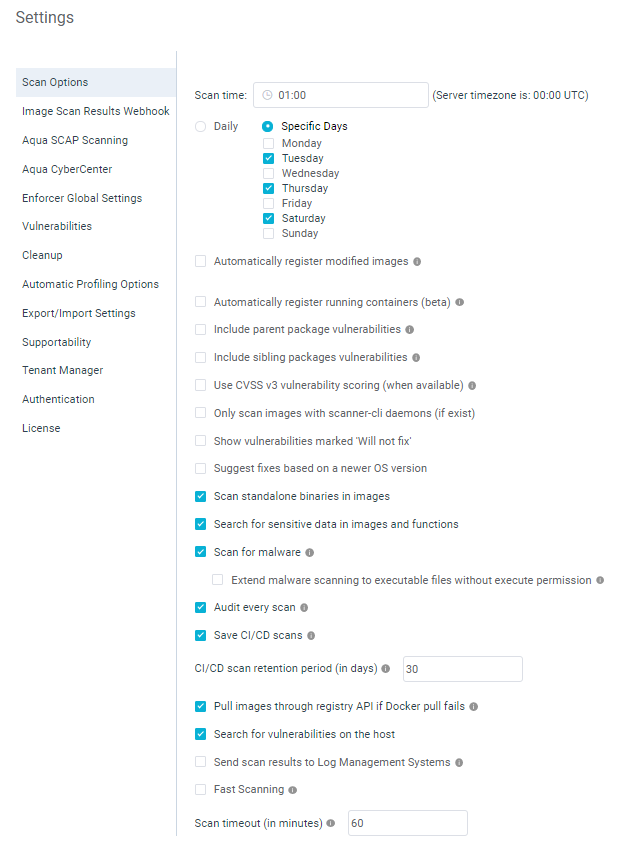 Settings
Scan Options
Image Scan Results Webhook
Aqua SCAP Scanning
Aqua CyberCenter
Enforcer Global Settings
Vulnerabilities
Cleanup
Automatic Profiling Options
Export/Import Settings
Supportability
Tenant Manager
Authentication
License
Scan time: 01:00 (Server timezone is: 00:00 UTC)
Daily Specific Days
Monday
Tuesday
Wednesday
Thursday
Friday
Saturday
Sunday
Automatically register modified images
Automatically register running containers (beta)
Include parent package vulnerabilities
Include sibling packages vulnerabilities
Use CVSS v3 vulnerability scoring (when available)
Only scan images with scanner-cli daemons (if exist)
Show vulnerabilities marked 'Will not fix'
Suggest fixes based on a newer OS version
Scan standalone binaries in images
Search for sensitive data in images and functions
Scan for malware
Extend malware scanning to executable files without execute permission
Audit every scan
Save CI/CD scans
CI/CD scan retention period (in days) 30
Pull images through registry API if Docker pull fails
Search for vulnerabilities on the host
Send scan results to Log Management Systems
Fast Scanning
Scan timeout (in minutes) 60